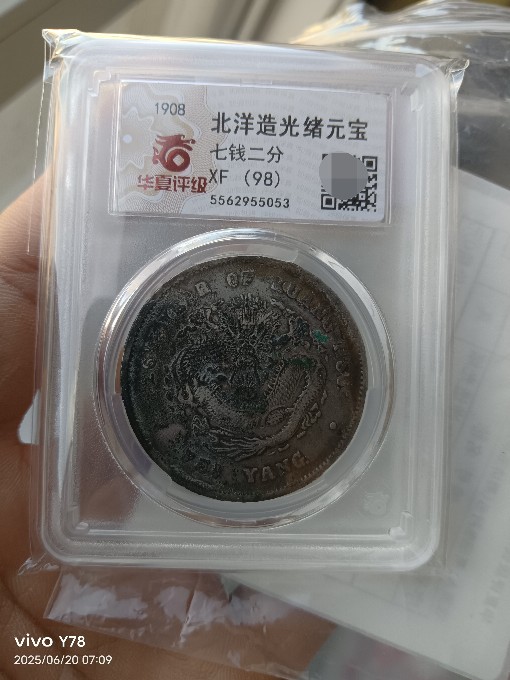 1908
北洋造光绪元宝
七钱二分
华夏评级
XF (98)
5562955053
OF
YANG
vivo Y78
2025/06/20 07:09